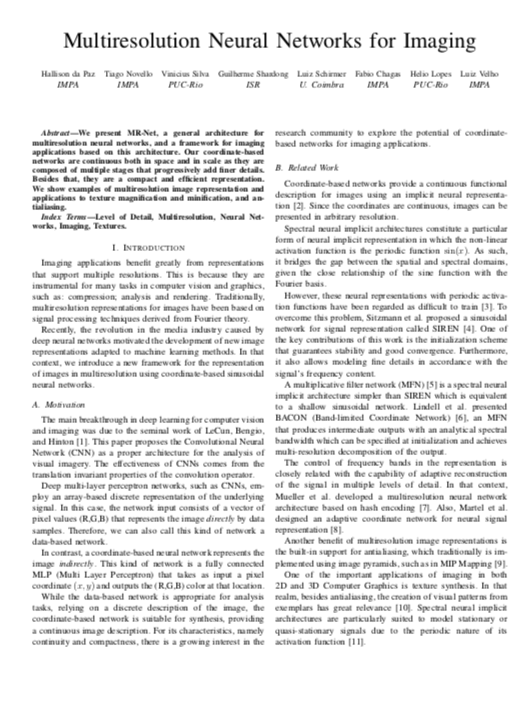 Multiresolution Neural Networks for Imaging
Hallison da Paz Tiago Novello Vinicius Silva Guilherme Shardong Luiz Schirmer Fabio Chagas Helio Lopes Luiz Velho
IMPA IMPA PUC-Rio ISR U. Coimbra IMPA PUC-Rio IMPA
Abstract—We present MR-Net, a general architecture for
multiresolution neural networks, and a framework for imaging
applications based on this architecture. Our coordinate-based
networks are continuous both in space and in scale as they are
composed of multiple stages that progressively add finer details.
Besides that, they are a compact and efficient representation.
We show examples of multiresolution image representation and
applications to texture magnification and minification, and an-
tialiasing.
Index Terms—Level of Detail, Multiresolution, Neural Net-
works, Imaging, Textures.
I. INTRODUCTION
Imaging applications benefit greatly from representations
that support multiple resolutions. This is because they are
instrumental for many tasks in computer vision and graphics,
such as: compression; analysis and rendering. Traditionally,
multiresolution representations for images have been based on
signal processing techniques derived from Fourier theory.
Recently, the revolution in the media industry caused by
deep neural networks motivated the development of new image
representations adapted to machine learning methods. In that
context, we introduce a new framework for the representation
of images in multiresolution using coordinate-based sinusoidal
neural networks.
A. Motivation
The main breakthrough in deep learning for computer vision
and imaging was due to the seminal work of LeCun, Bengio,
and Hinton [1]. This paper proposes the Convolutional Neural
Network (CNN) as a proper architecture for the analysis of
visual imagery. The effectiveness of CNNs comes from the
translation invariant properties of the convolution operator.
Deep multi-layer perceptron networks, such as CNNs, em-
ploy an array-based discrete representation of the underlying
signal. In this case, the network input consists of a vector of
pixel values (R,G,B) that represents the image directly by data
samples. Therefore, we can also call this kind of network a
data-based network.
In contrast, a coordinate-based neural network represents the
image indirectly. This kind of network is a fully connected
MLP (Multi Layer Perceptron) that takes as input a pixel
coordinate (x, y) and outputs the (R,G,B) color at that location.
While the data-based network is appropriate for analysis
tasks, relying on a discrete description of the image, the
coordinate-based network is suitable for synthesis, providing
a continuous image description. For its characteristics, namely
continuity and compactness, there is a growing interest in the
research community to explore the potential of coordinate-
based networks for imaging applications.
B. Related Work
Coordinate-based networks provide a continuous functional
description for images using an implicit neural representa-
tion [2]. Since the coordinates are continuous, images can be
presented in arbitrary resolution.
Spectral neural implicit architectures constitute a particular
form of neural implicit representation in which the non-linear
activation function is the periodic function sin(x). As such,
it bridges the gap between the spatial and spectral domains,
given the close relationship of the sine function with the
Fourier basis.
However, these neural representations with periodic activa-
tion functions have been regarded as difficult to train [3]. To
overcome this problem, Sitzmann et al. proposed a sinusoidal
network for signal representation called SIREN [4]. One of
the key contributions of this work is the initialization scheme
that guarantees stability and good convergence. Furthermore,
it also allows modeling fine details in accordance with the
signal's frequency content.
A multiplicative filter network (MFN) [5] is a spectral neural
implicit architecture simpler than SIREN which is equivalent
to a shallow sinusoidal network. Lindell et al. presented
BACON (Band-limited Coordinate Network) [6], an MFN
that produces intermediate outputs with an analytical spectral
bandwidth which can be specified at initialization and achieves
multi-resolution decomposition of the output.
The control of frequency bands in the representation is
closely related with the capability of adaptive reconstruction
of the signal in multiple levels of detail. In that context,
Mueller et al. developed a multiresolution neural network
architecture based on hash encoding [7]. Also, Martel et al.
designed an adaptive coordinate network for neural signal
representation [8].
Another benefit of multiresolution image representations is
the built-in support for antialiasing, which traditionally is im-
plemented using image pyramids, such as in MIP Mapping [9].
One of the important applications of imaging in both
2D and 3D Computer Graphics is texture synthesis. In that
realm, besides antialiasing, the creation of visual patterns from
exemplars has great relevance [10]. Spectral neural implicit
architectures are particularly suited to model stationary or
quasi-stationary signals due to the periodic nature of its
activation function [11].